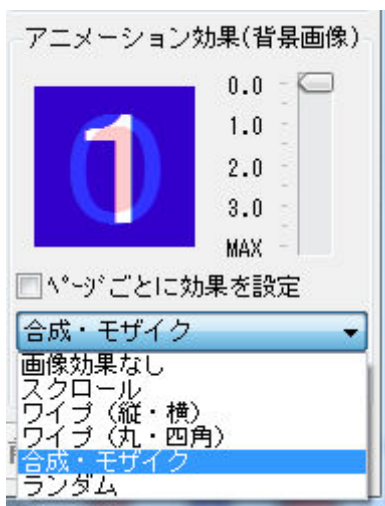 アニメーション効果(背景画像)
0.0
1.0
2.0
3.0
MAX
10
ﾍﾟｰｼﾞごとに効果を設定
合成・モザイク
画像効果なし
スクロール
ワイプ（縦・横）
ワイプ（丸・四角）
合成・モザイク
ランダム